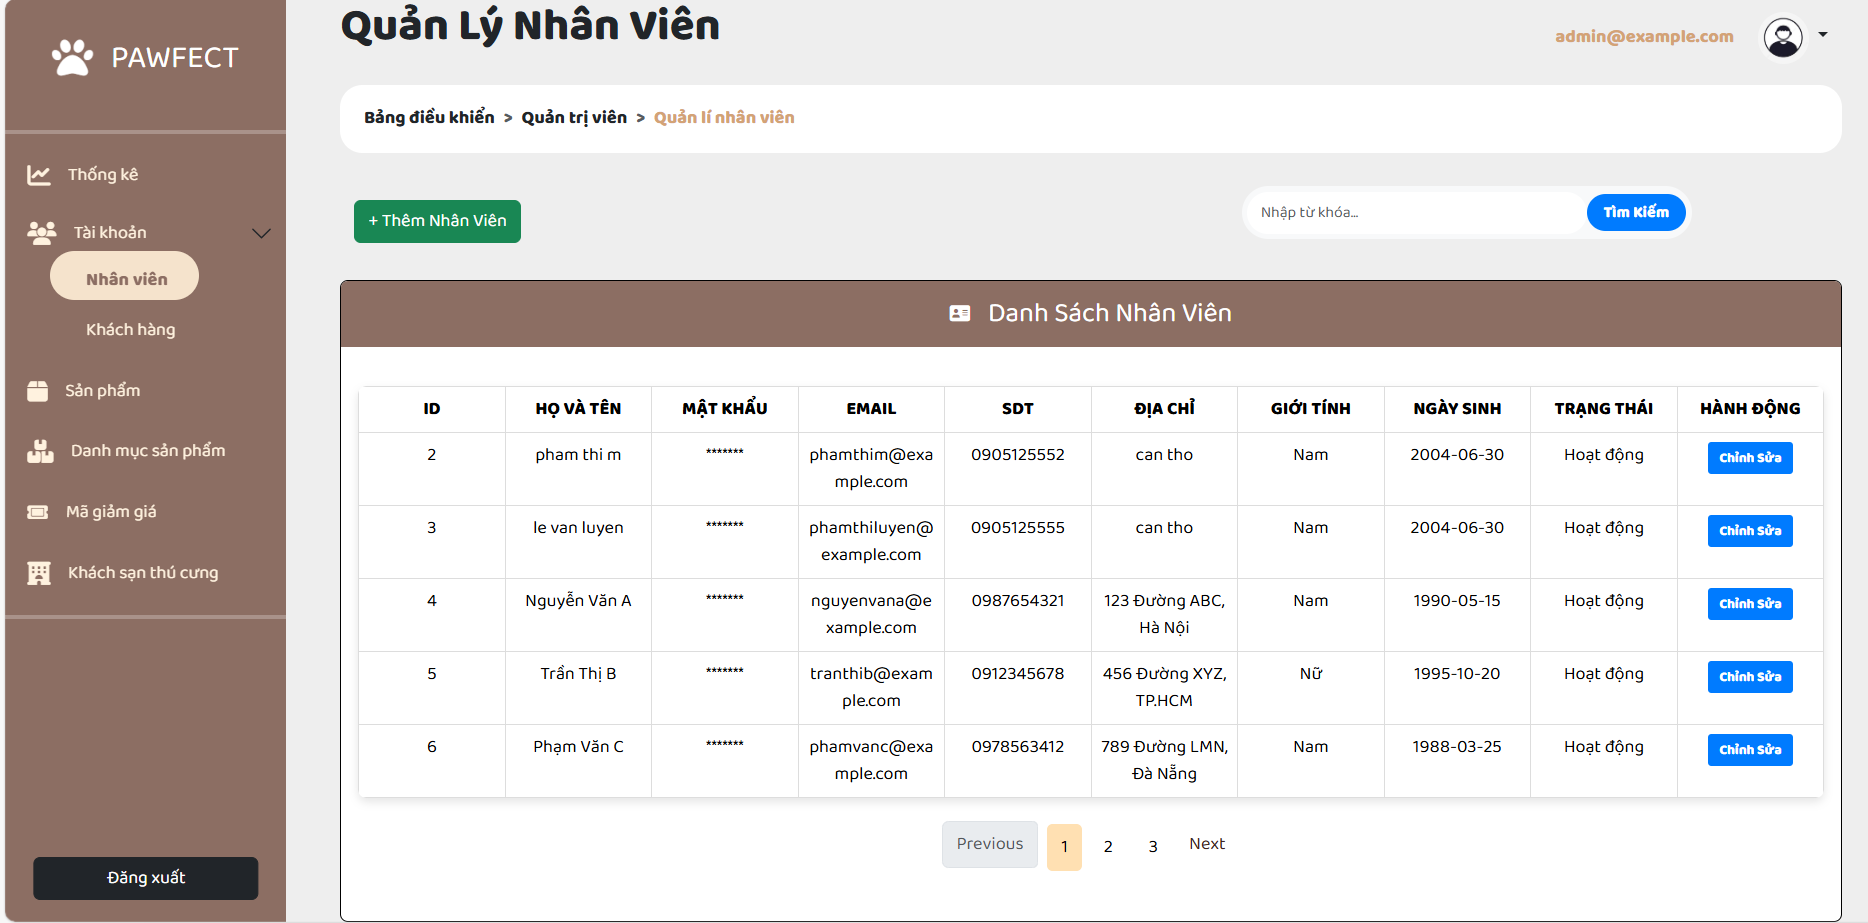 PAWFECT
Thống kê
Tài khoản
Nhân viên
Khách hàng
Sản phẩm
Danh mục sản phẩm
Mã giảm giá
Khách sạn thú cưng
Đăng xuất
Quản Lý Nhân Viên
admin@example.com
Bảng điều khiển > Quản trị viên > Quản lí nhân viên
+ Thêm Nhân Viên
Nhập từ khóa...
Tìm Kiếm
Danh Sách Nhân Viên
ID HỌ VÀ TÊN MẬT KHẨU EMAIL SDT ĐỊA CHỈ GIỚI TÍNH NGÀY SINH TRẠNG THÁI HÀNH ĐỘNG
2 pham thi m ******* phamthim@exa 0905125552 can tho Nam 2004-06-30 Hoạt động Chỉnh Sửa
mple.com
3 le van luyen ******* phamthiluyen@ 0905125555 can tho Nam 2004-06-30 Hoạt động Chỉnh Sửa
example.com
4 Nguyễn Văn A ******* nguyenvana@e 0987654321 123 Đường ABC, Nam 1990-05-15 Hoạt động Chỉnh Sửa
xample.com Hà Nội
5 Trần Thị B ******* tranthib@exam 0912345678 456 Đường XYZ, Nữ 1995-10-20 Hoạt động Chỉnh Sửa
ple.com TP.HCM
6 Phạm Văn C ******* phamvanc@exa 0978563412 789 Đường LMN, Nam 1988-03-25 Hoạt động Chỉnh Sửa
mple.com Đà Nẵng
Previous 1 2 3 Next